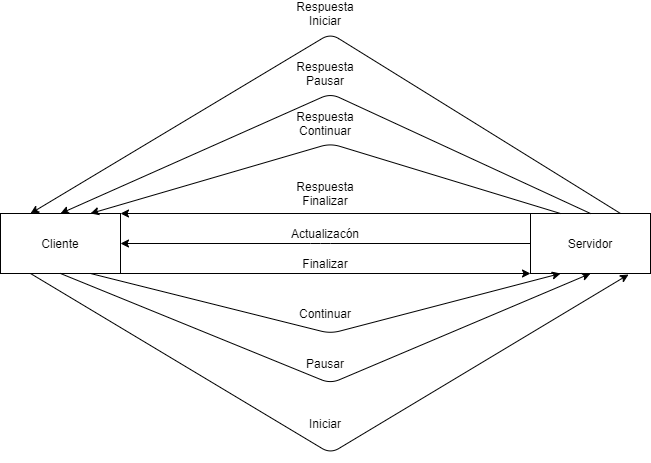 Respuesta
Iniciar
Respuesta
Pausar
Respuesta
Continuar
Respuesta
Finalizar
Cliente
Actualizacón
Servidor
Finalizar
Continuar
Pausar
Iniciar